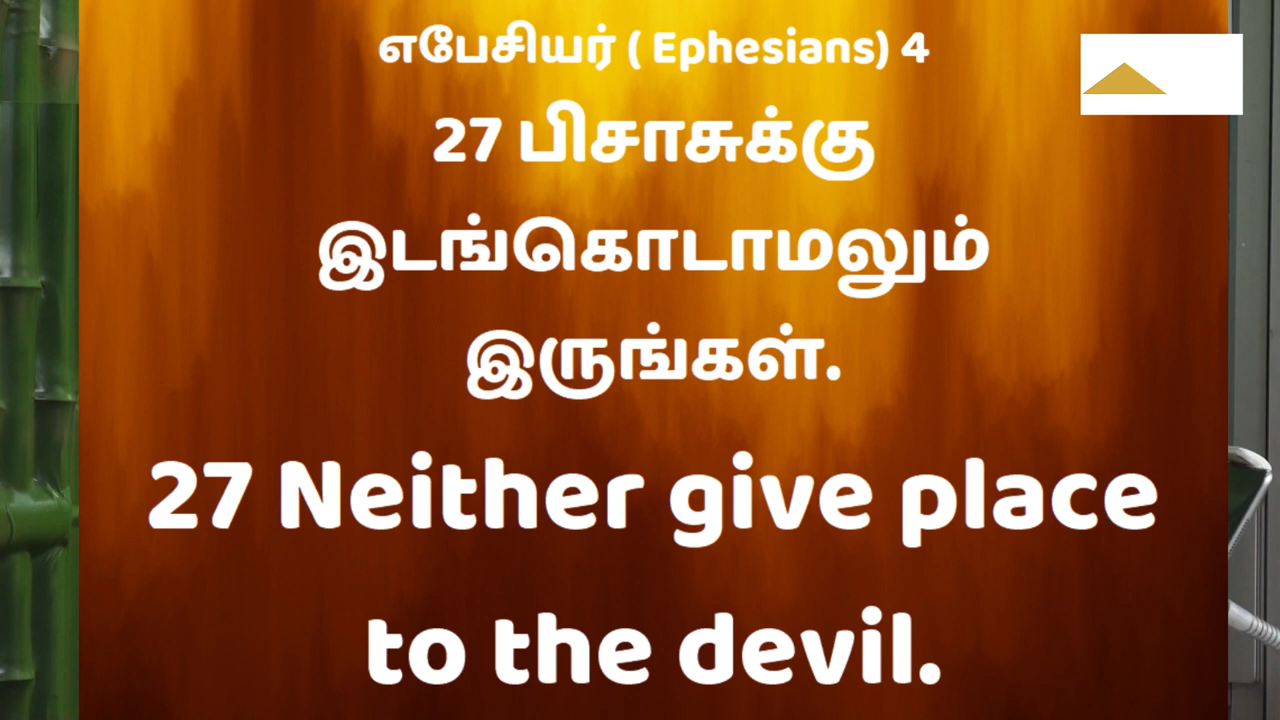 எபேசியர் ( Ephesians) 4
27 பிசாசுக்கு
இடங்கொடாமலும்
இருங்கள்.
27 Neither give place
to the devil.